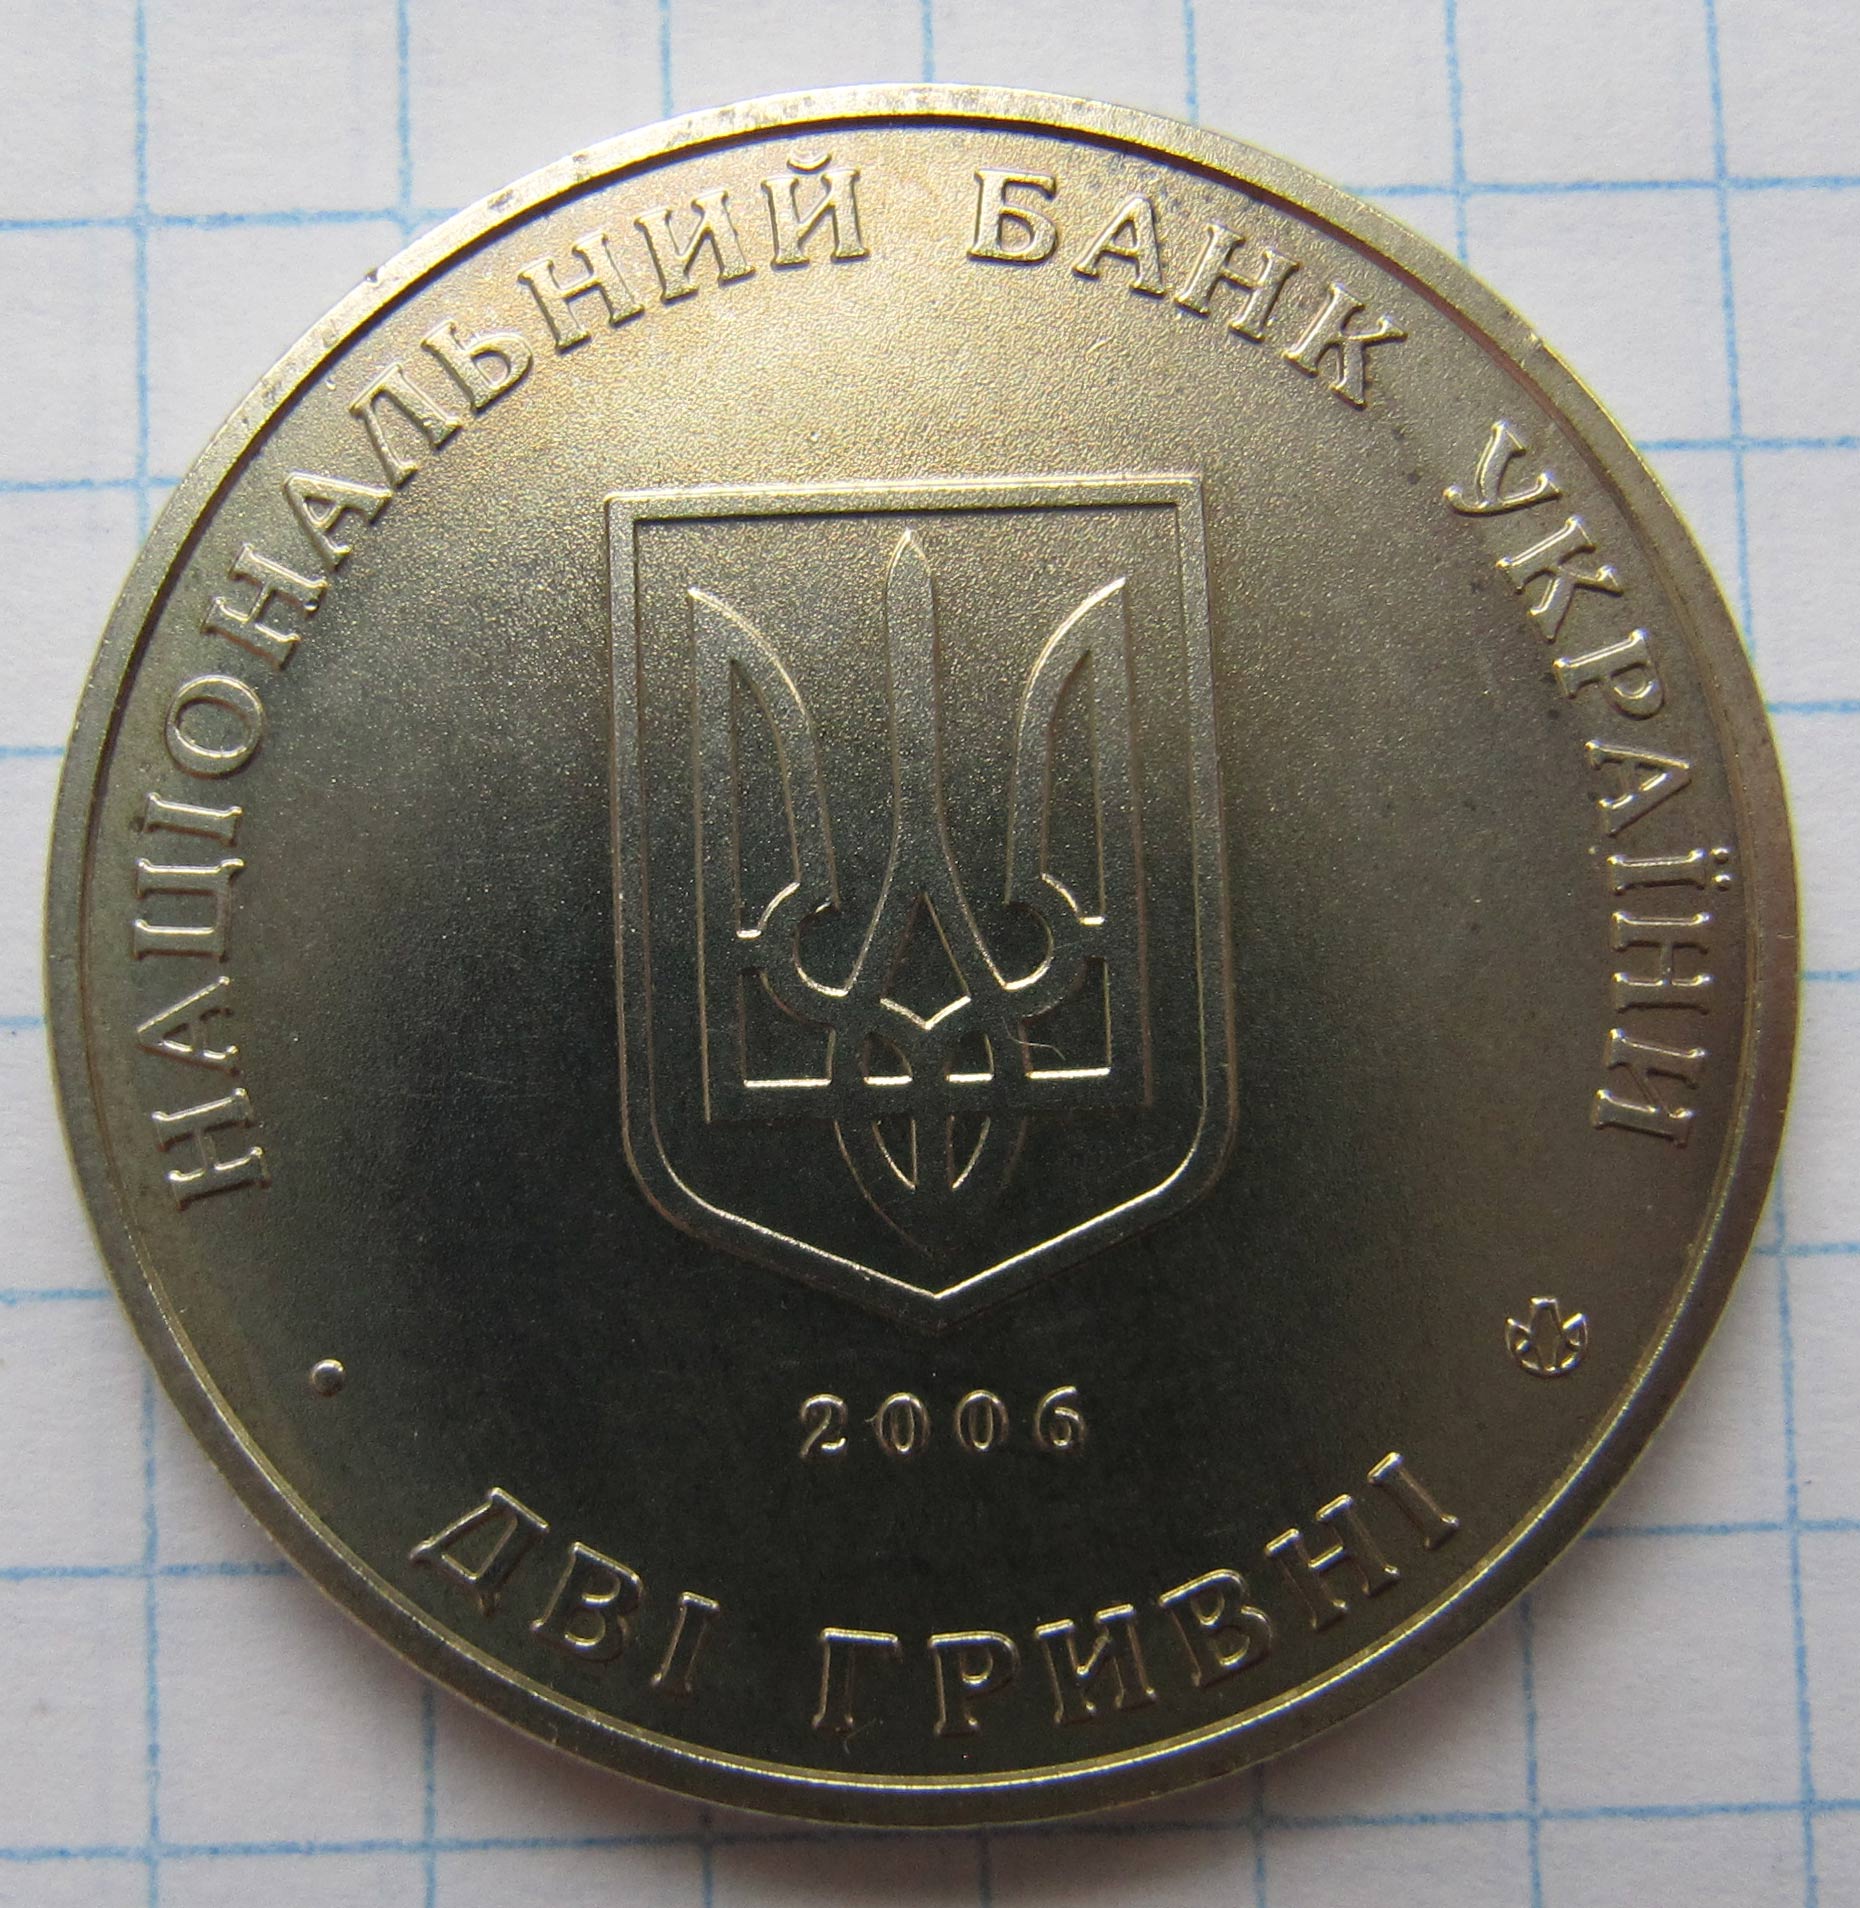 НАЦІОНАЛЬНИЙ БАНК УКРАЇНИ
2006
ДВІ ГРИВНІ